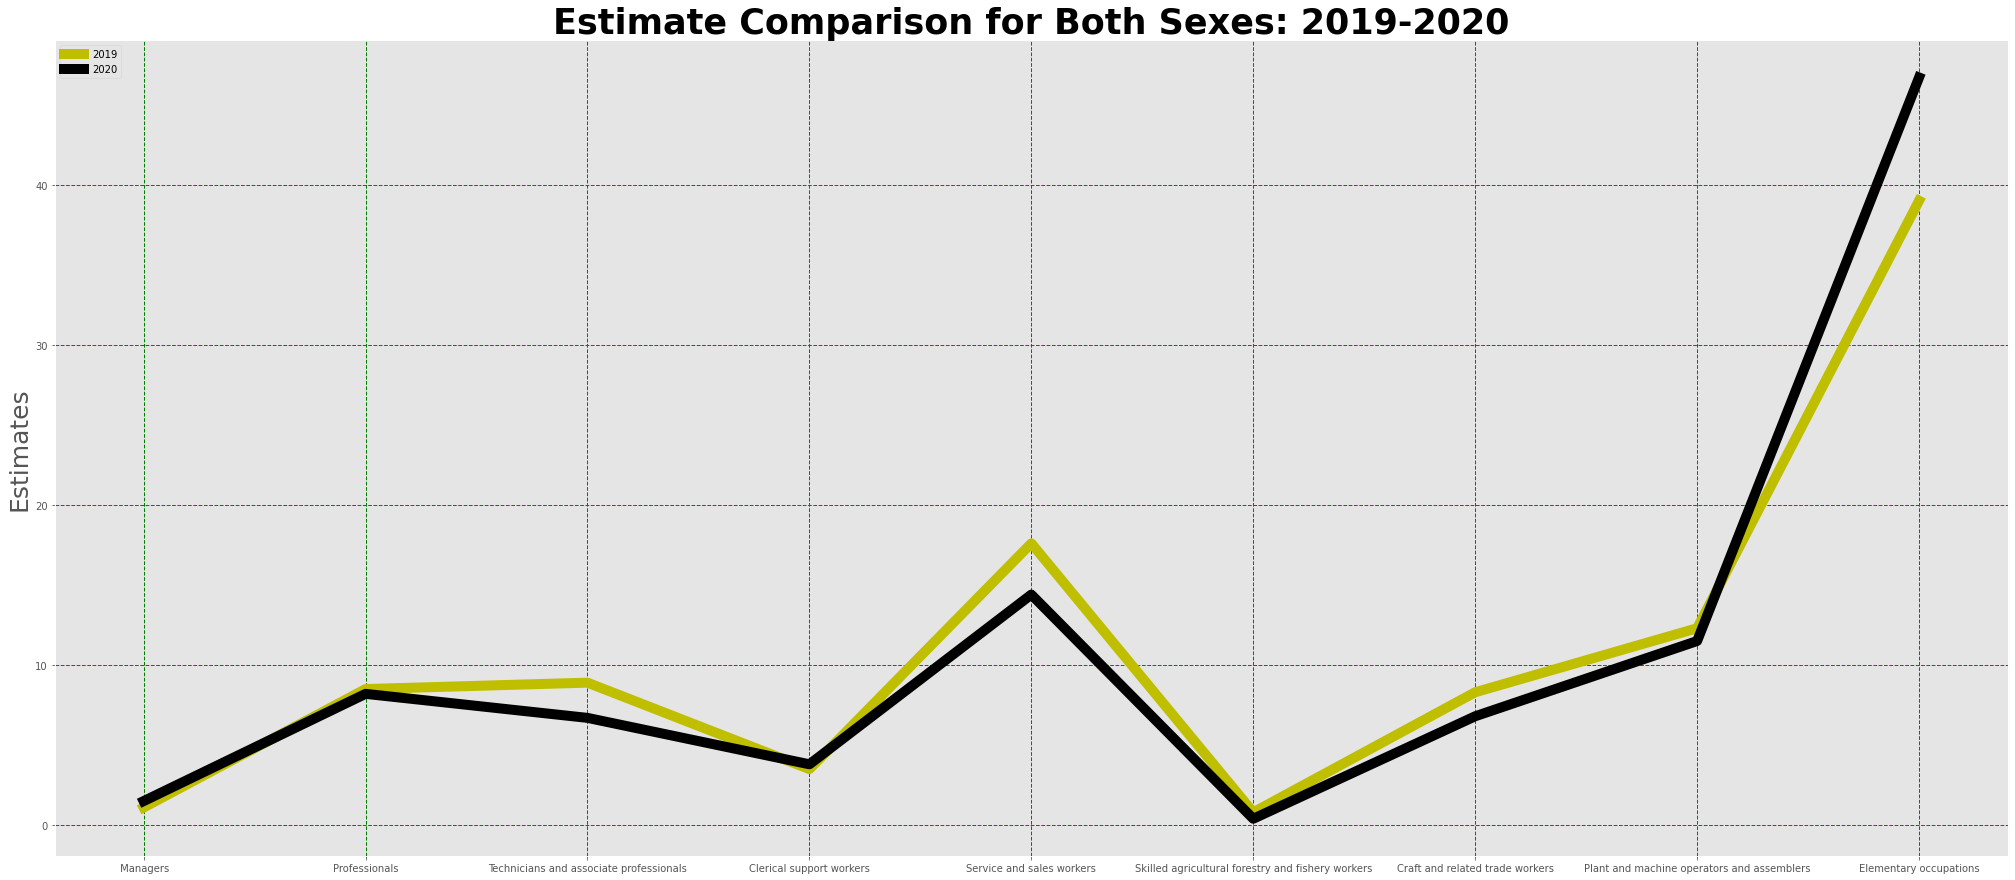 Estimate Comparison for Both Sexes: 2019-2020
2019
2020
Estimates
40
30
20
10
0
Managers
Professionals
Technicians and associate professionals
Clerical support workers
Service and sales workers
Skilled agricultural forestry and fishery workers
Craft and related trade workers
Plant and machine operators and assemblers
Elementary occupations